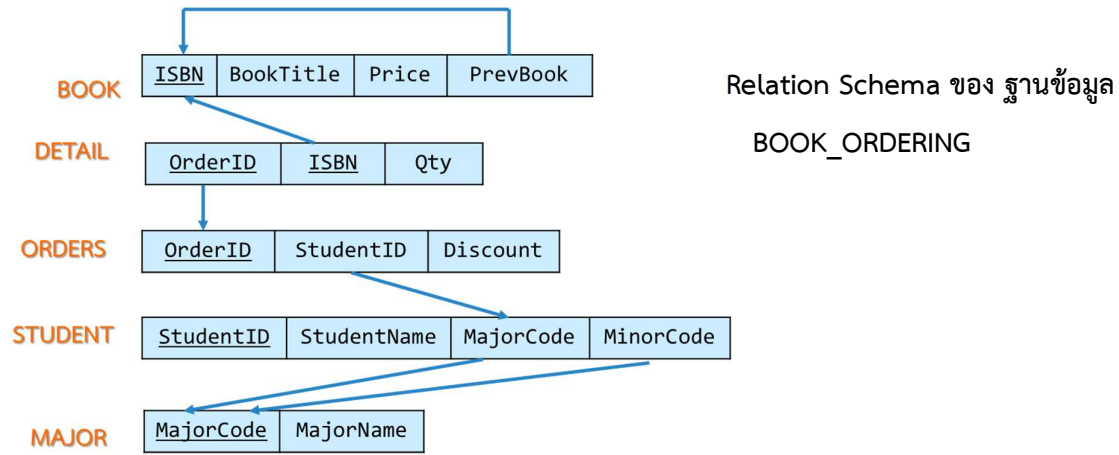 BOOK
ISBN BookTitle Price PrevBook
Relation Schema ของ ฐานข้อมูล
BOOK_ORDERING
DETAIL
OrderID ISBN Qty
ORDERS
OrderID StudentID Discount
STUDENT
StudentID StudentName MajorCode MinorCode
MAJOR
MajorCode MajorName